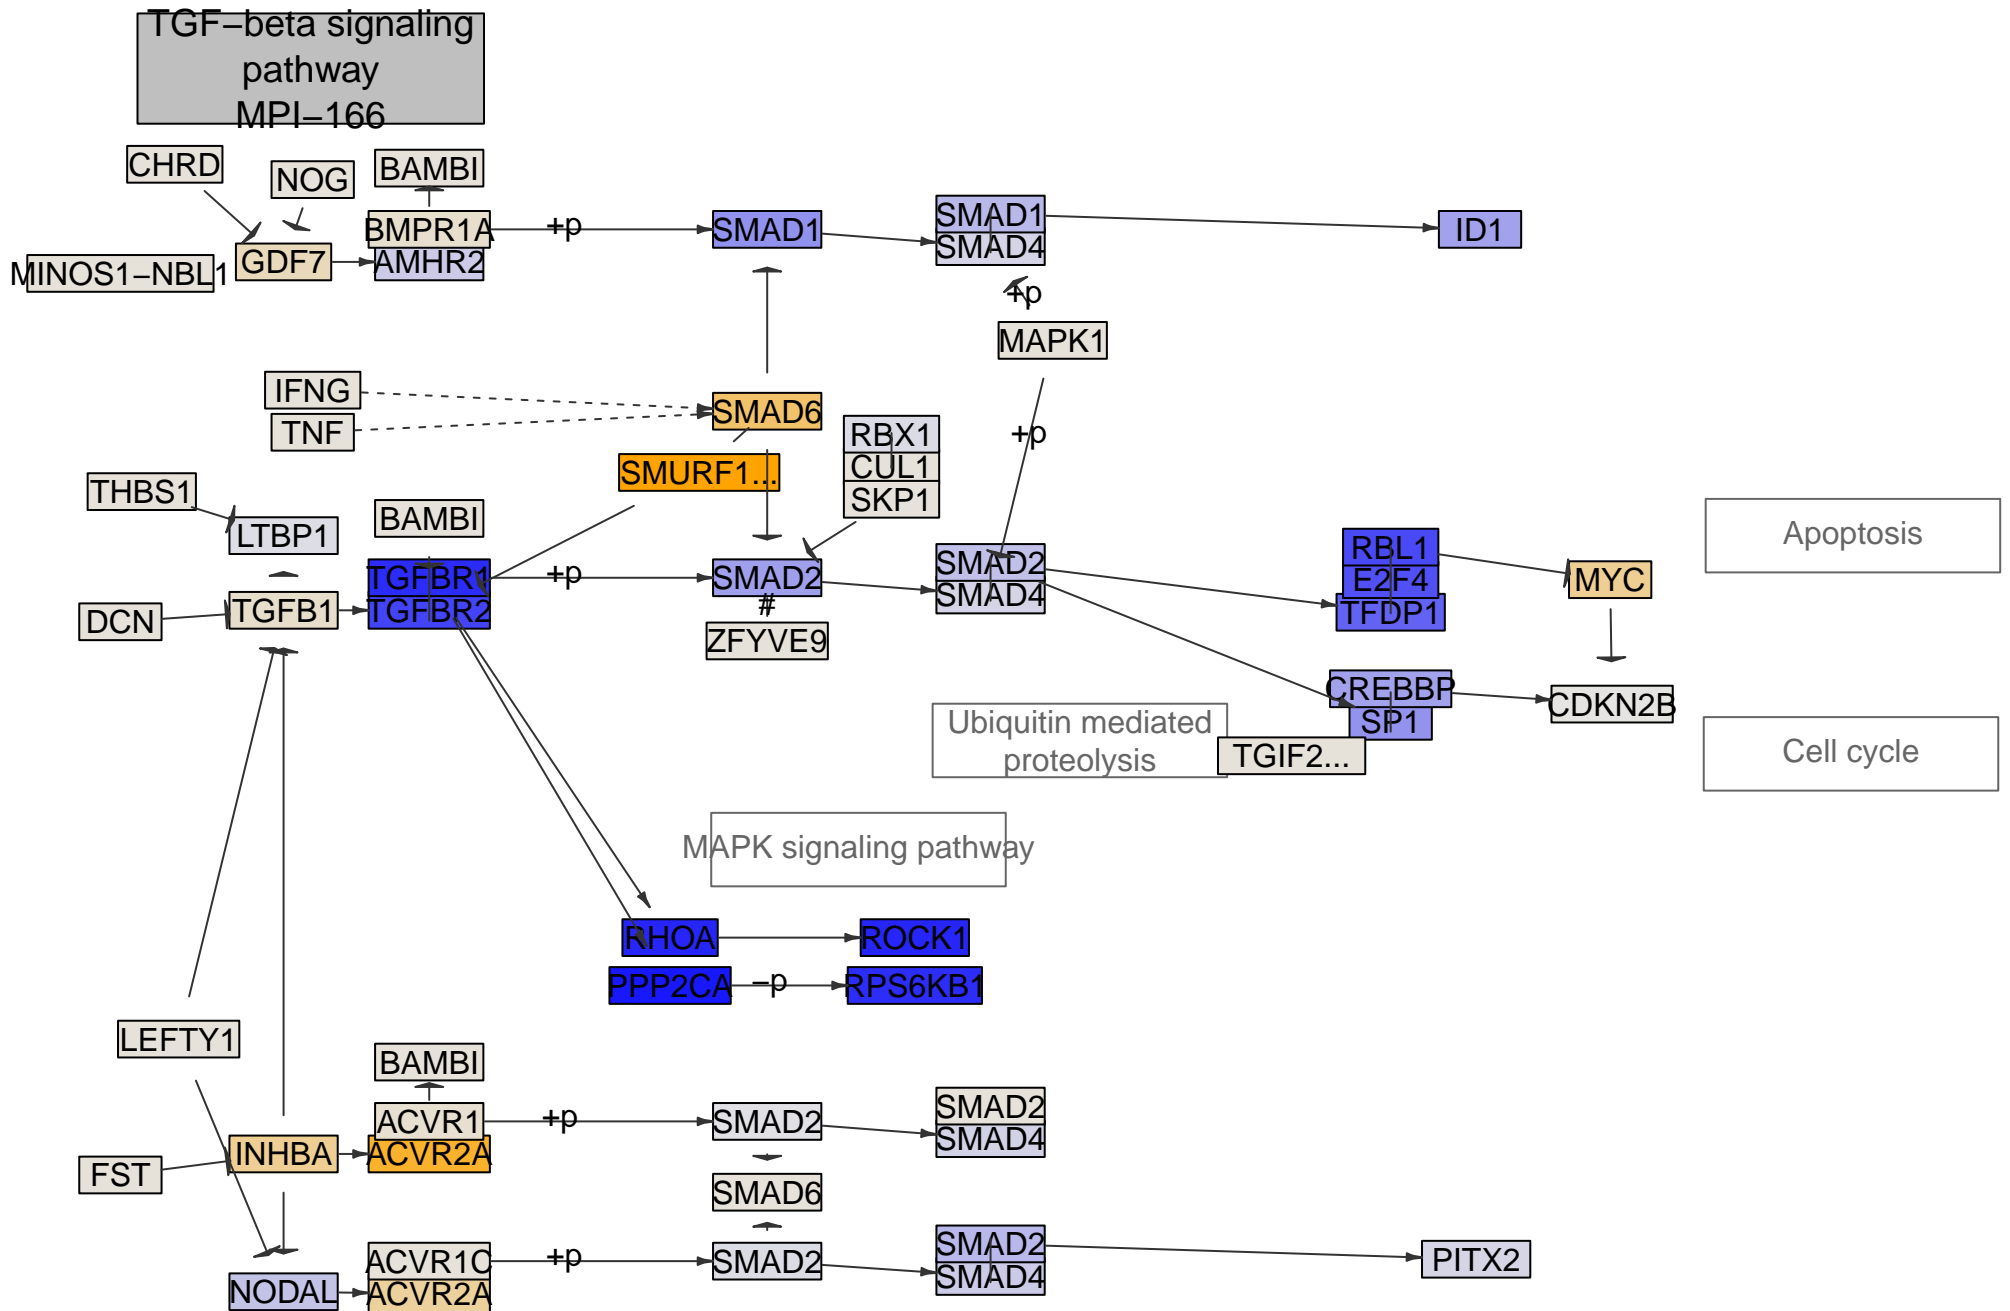 TGF−beta signaling
pathway
MPI−166
CHRD
NOG
BAMBI
BMPR1A
+p
SMAD1
SMAD1
SMAD4
ID1
MINOS1−NBL1
GDF7
AMHR2
+p
MAPK1
IFNG
TNF
SMAD6
RBX1
CUL1
SKP1
+p
SMURF1...
THBS1
LTBP1
BAMBI
TGFBR1
TGFBR2
+p
SMAD2
#
ZFYVE9
SMAD2
SMAD4
RBL1
E2F4
TFDP1
MYC
Apoptosis
DCN
TGFB1
CREBBP
SP1
CDKN2B
Ubiquitin mediated
proteolysis
TGIF2...
Cell cycle
MAPK signaling pathway
RHOA
ROCK1
PPP2CA
−p
RPS6KB1
LEFTY1
BAMBI
ACVR1
ACVR2A
+p
SMAD2
SMAD2
SMAD4
INHBA
FST
SMAD6
ACVR1C
ACVR2A
+p
SMAD2
SMAD2
SMAD4
PITX2
NODAL